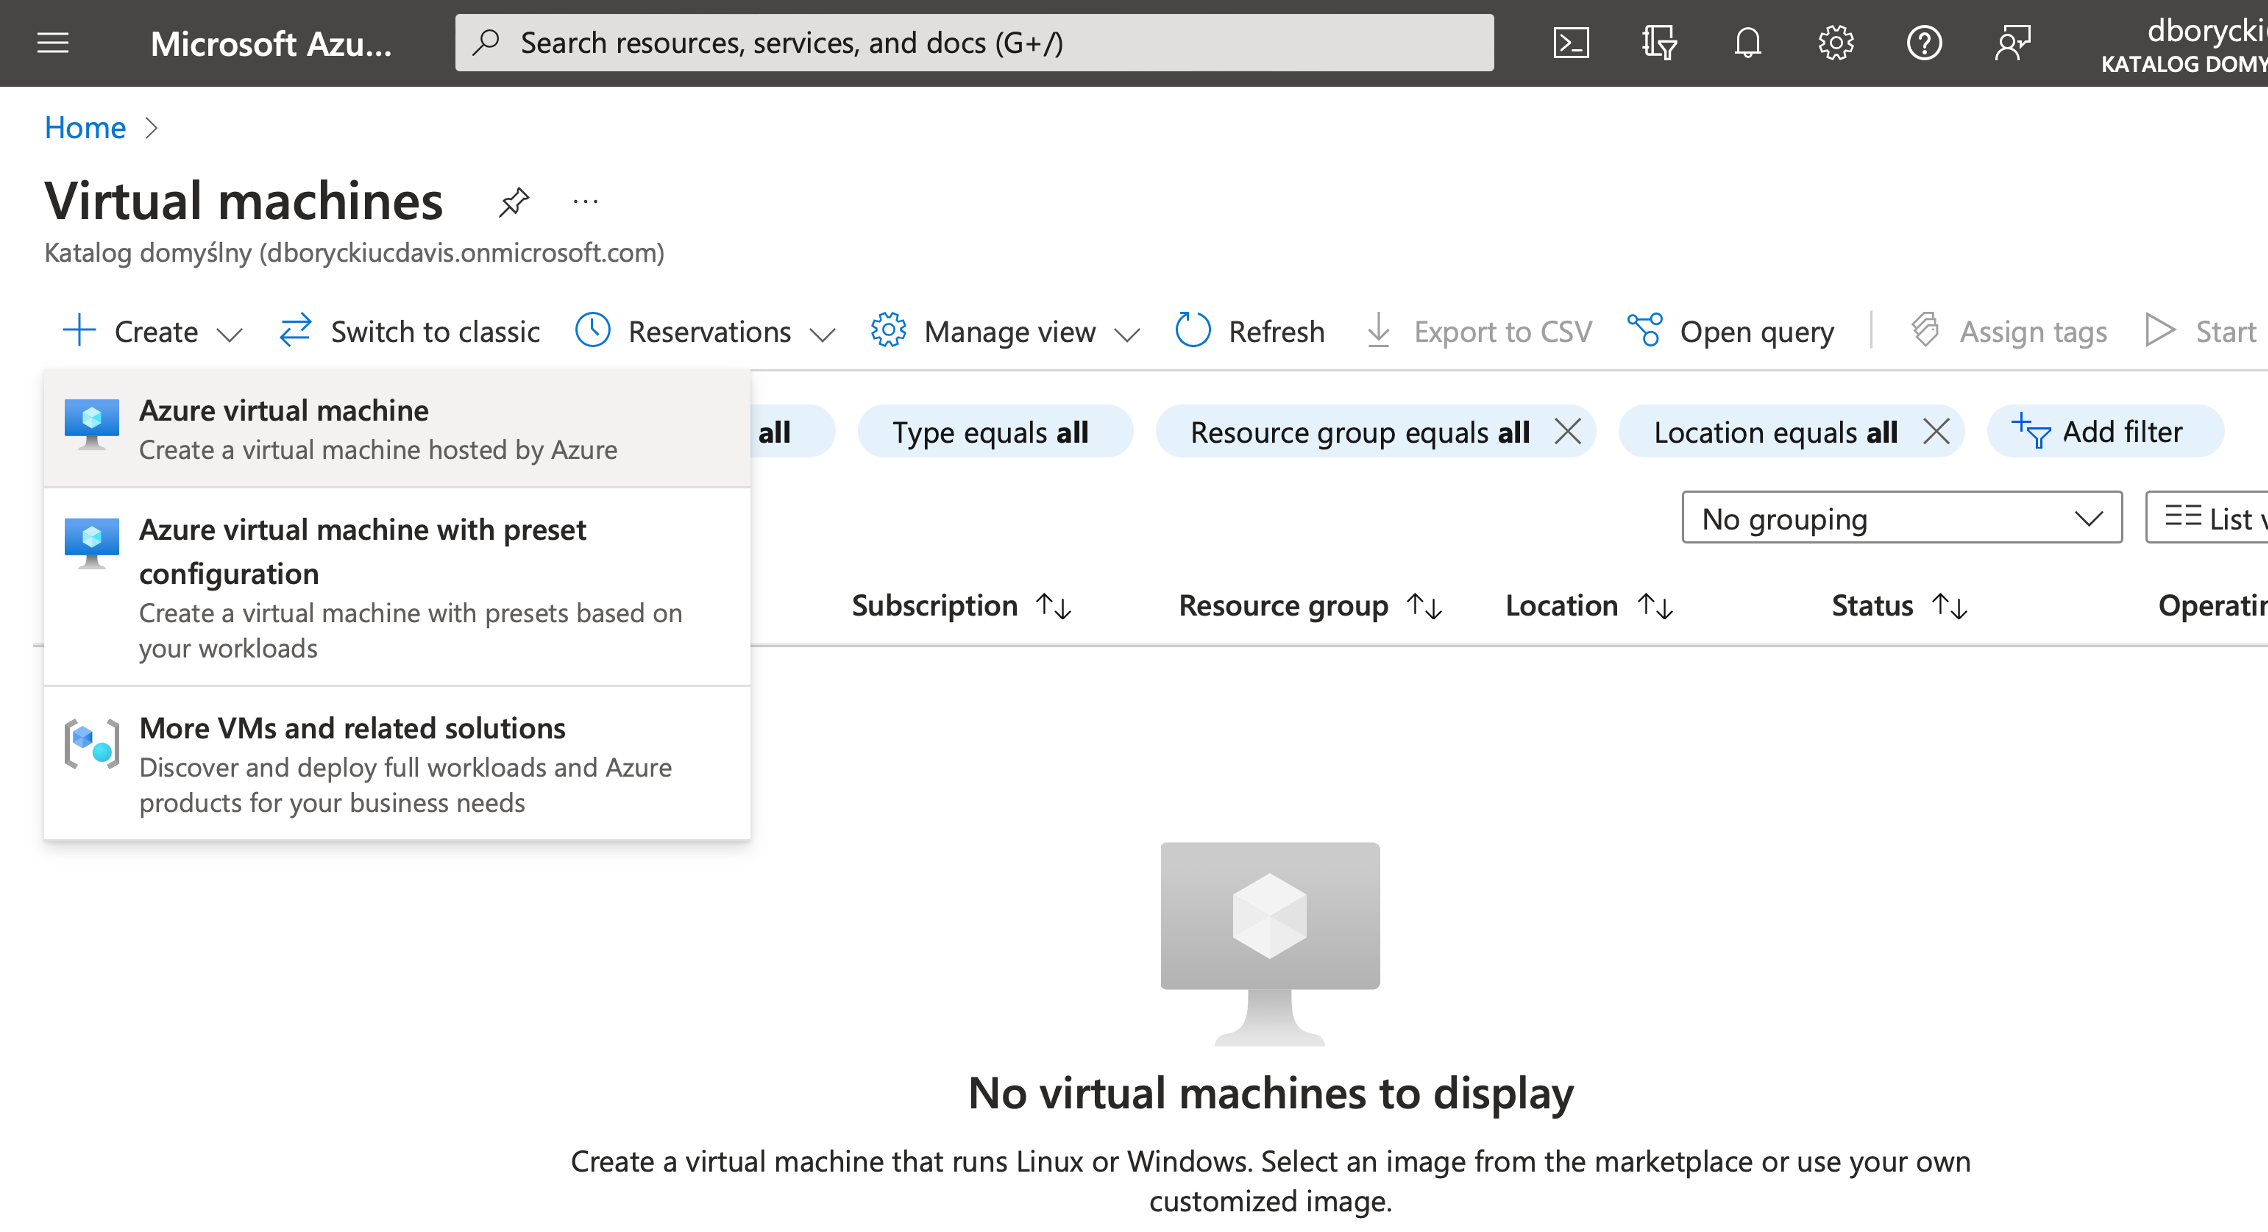 Microsoft Azu...
Search resources, services, and docs (G+/)
dborycki
KATALOG DOMY
Home
Virtual machines
...
Katalog domyślny (dboryckiucdavis.onmicrosoft.com)
Create
Switch to classic
Reservations
Manage view
Refresh
Export to CSV
Open query
Assign tags
Start
Azure virtual machine
Create a virtual machine hosted by Azure
Azure virtual machine with preset
configuration
Create a virtual machine with presets based on
your workloads
More VMs and related solutions
Discover and deploy full workloads and Azure
products for your business needs
all
Type equals all
Resource group equals all
Location equals all
Add filter
No grouping
List
Subscription
Resource group
Location
Status
No virtual machines to display
Create a virtual machine that runs Linux or Windows. Select an image from the marketplace or use your own
customized image.